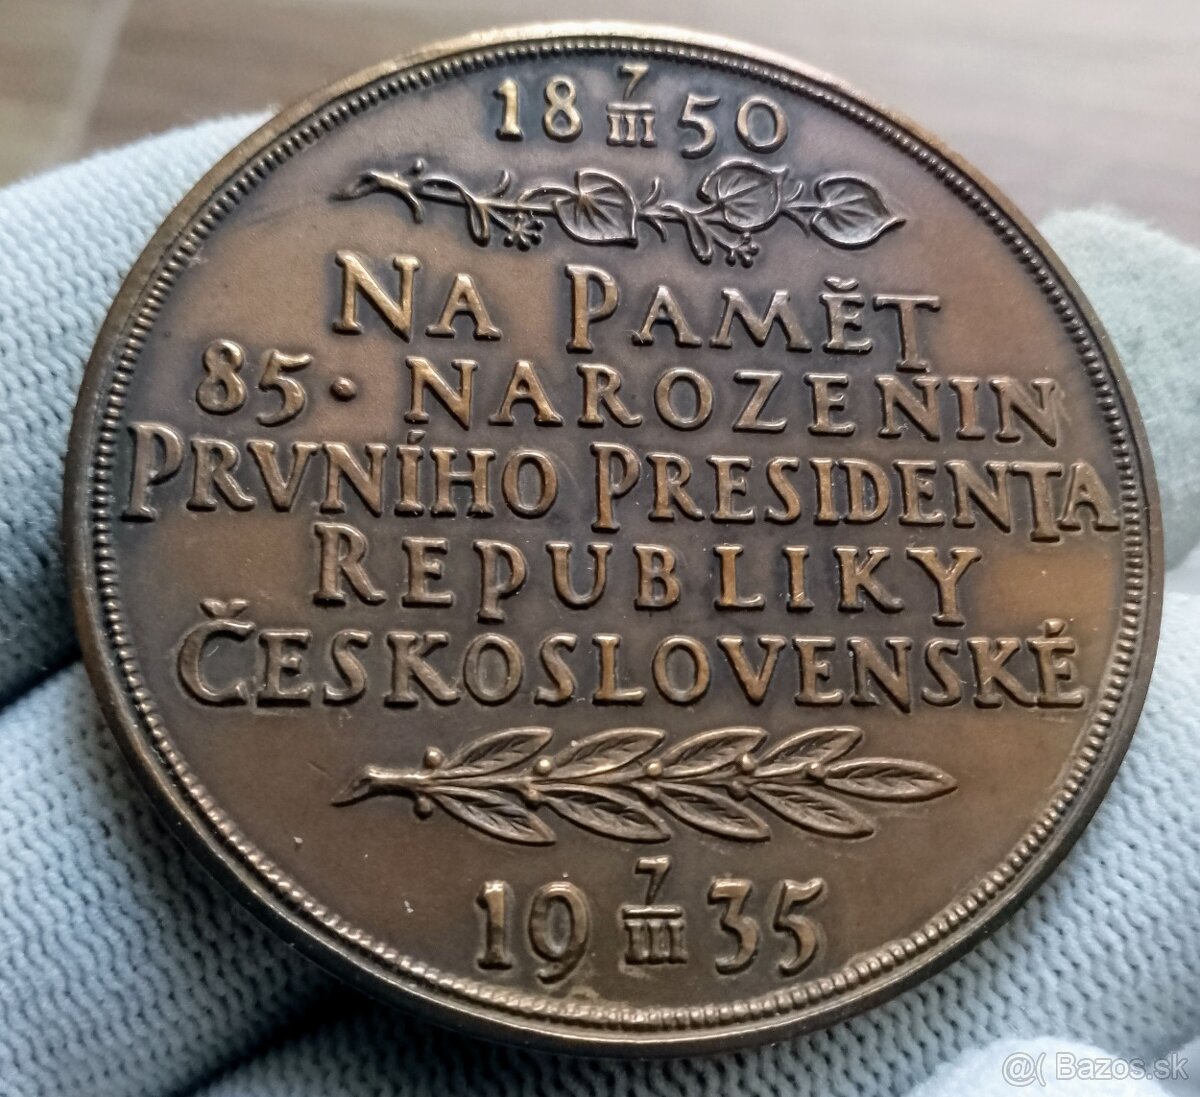 18 7/III 50
NA PAMĚT
85. NAROZENIN
PRVNÍHO PRESIDENTA
REPUBLIKY
ČESKOSLOVENSKÉ
19 7/III 35
@( Bazos.sk